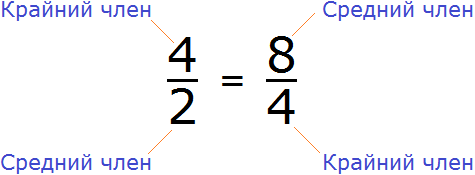 Крайний член Средний член
4 8
— = —
2 4
Средний член Крайний член